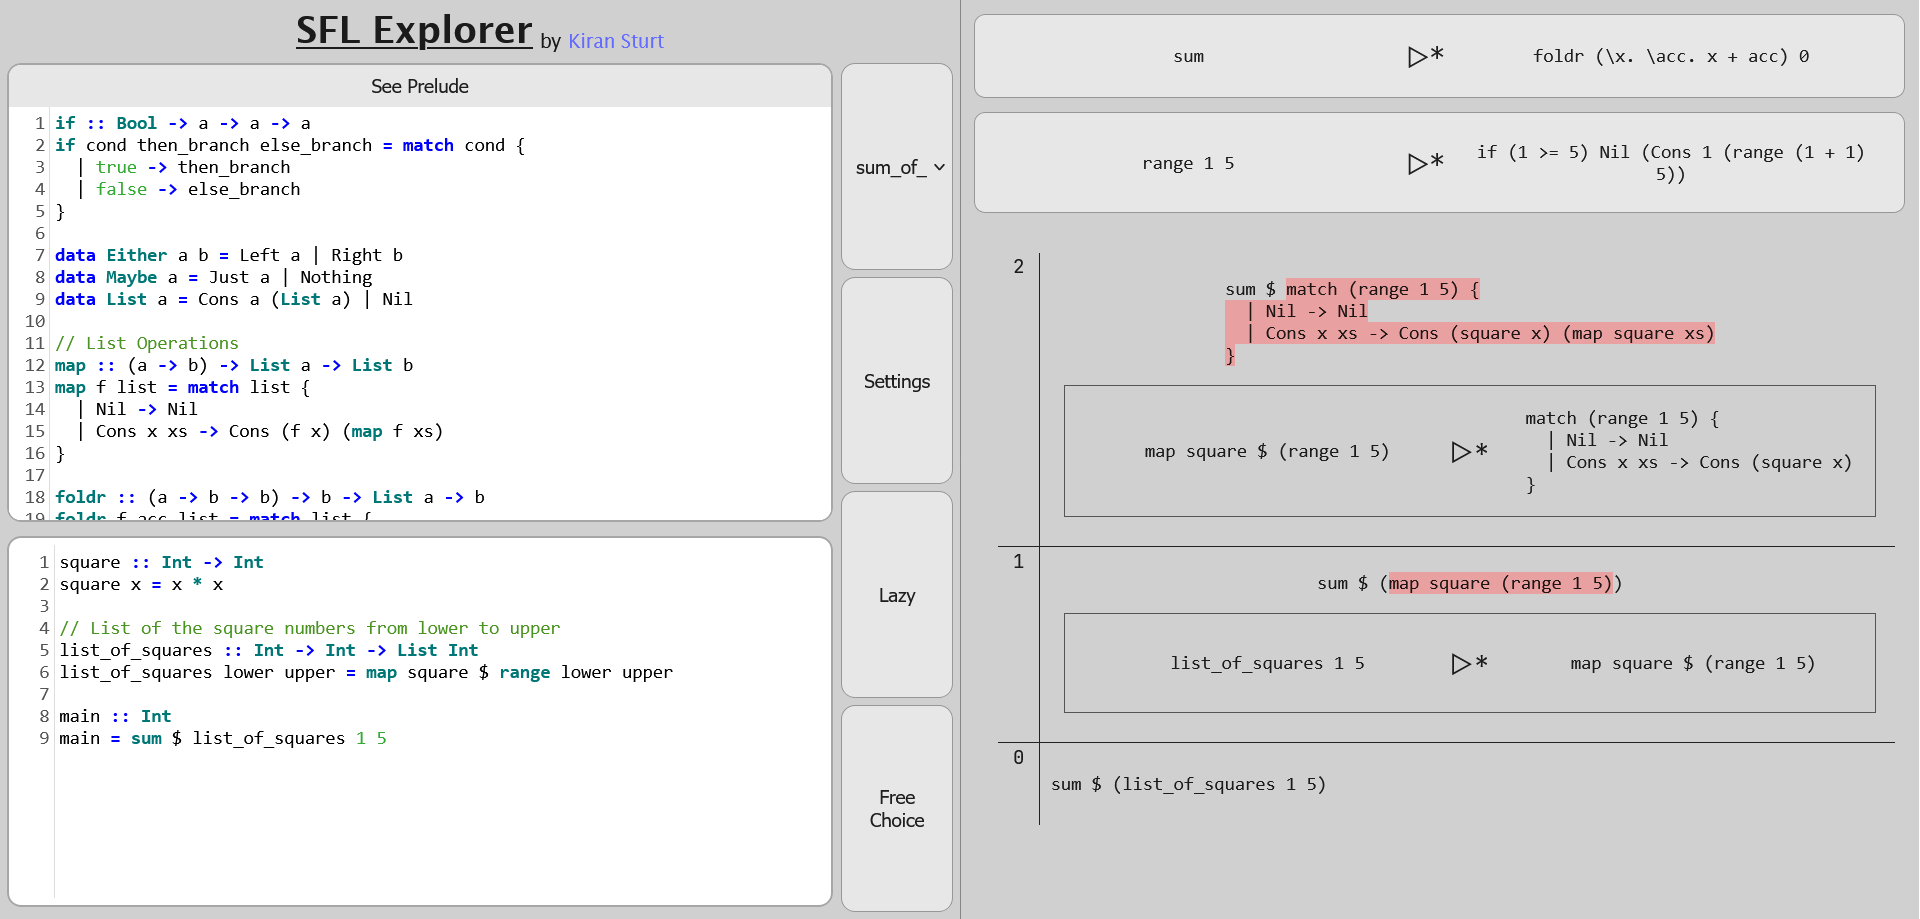 SFL Explorer by Kiran Sturt
See Prelude
1 if :: Bool -> a -> a -> a
2 if cond then_branch else_branch = match cond {
3   | true -> then_branch
4   | false -> else_branch
5 }
6
7 data Either a b = Left a | Right b
8 data Maybe a = Just a | Nothing
9 data List a = Cons a (List a) | Nil
10
11 // List Operations
12 map :: (a -> b) -> List a -> List b
13 map f list = match list {
14   | Nil -> Nil
15   | Cons x xs -> Cons (f x) (map f xs)
16 }
17
18 foldr :: (a -> b -> b) -> b -> List a -> b
19 foldr f acc list = match list {
1 square :: Int -> Int
2 square x = x * x
3
4 // List of the square numbers from lower to upper
5 list_of_squares :: Int -> Int -> List Int
6 list_of_squares lower upper = map square $ range lower upper
7
8 main :: Int
9 main = sum $ list_of_squares 1 5
sum_of_
Settings
Lazy
Free
Choice
sum ▷* foldr (\x. \acc. x + acc) 0
range 1 5 ▷* if (1 >= 5) Nil (Cons 1 (range (1 + 1)
5))
2
sum $ match (range 1 5) {
  | Nil -> Nil
  | Cons x xs -> Cons (square x) (map square xs)
}
map square $ (range 1 5) ▷* match (range 1 5) {
  | Nil -> Nil
  | Cons x xs -> Cons (square x)
}
1
sum $ (map square (range 1 5))
list_of_squares 1 5 ▷* map square $ (range 1 5)
0
sum $ (list_of_squares 1 5)